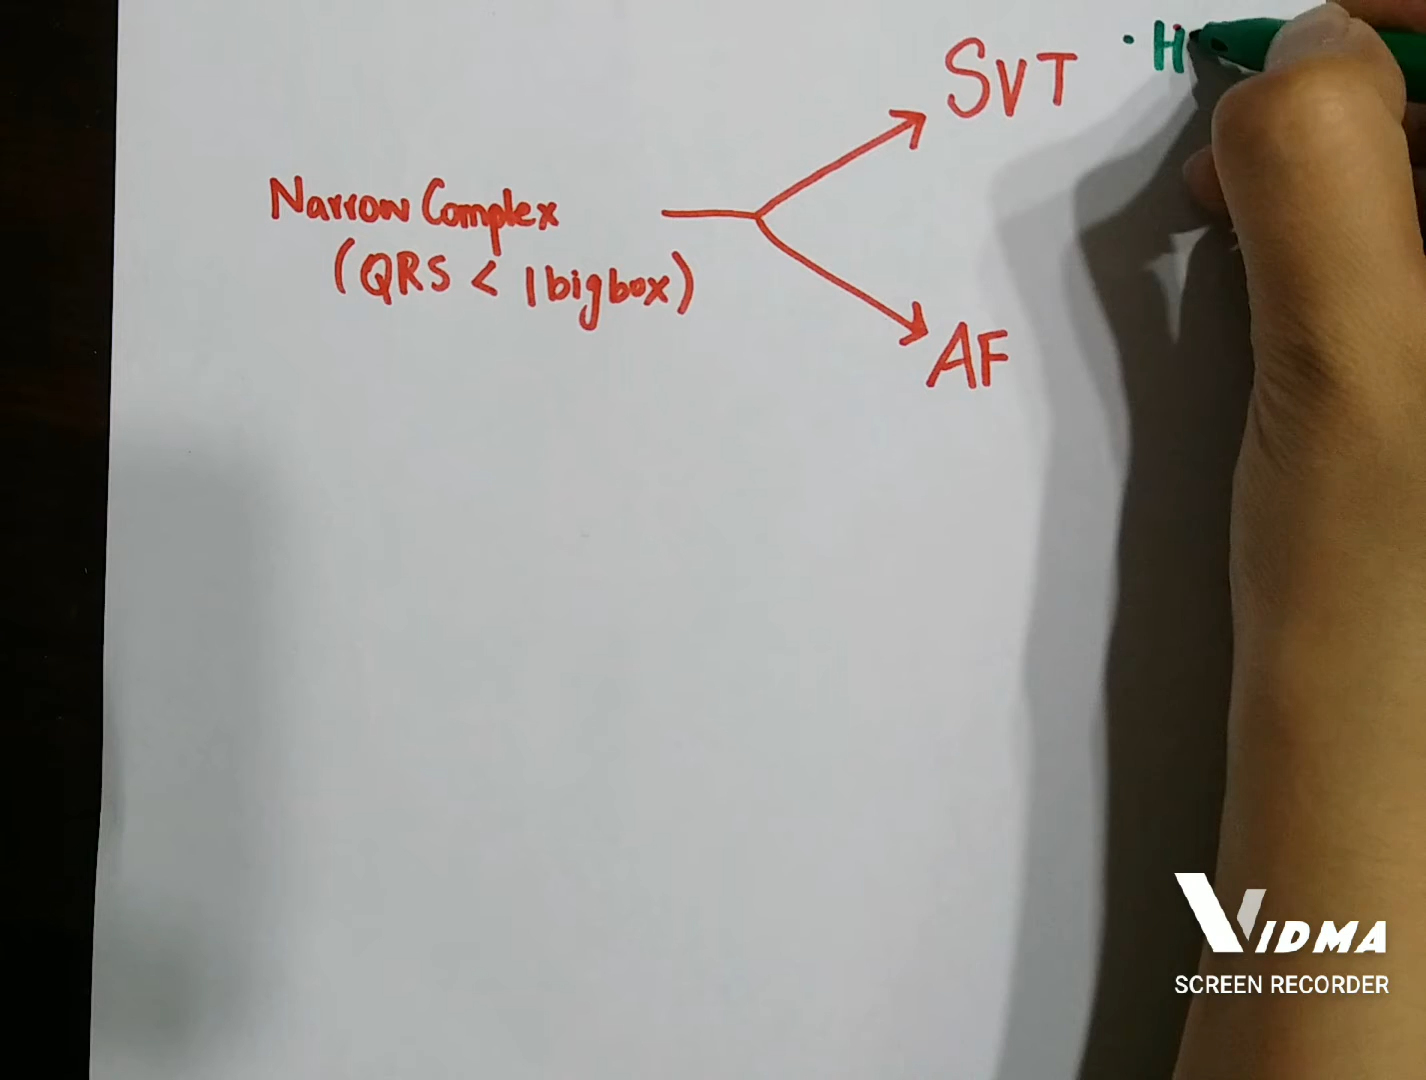 SVT
· H
Narrow Complex
(QRS < 1 big box)
AF
VIDMA
SCREEN RECORDER